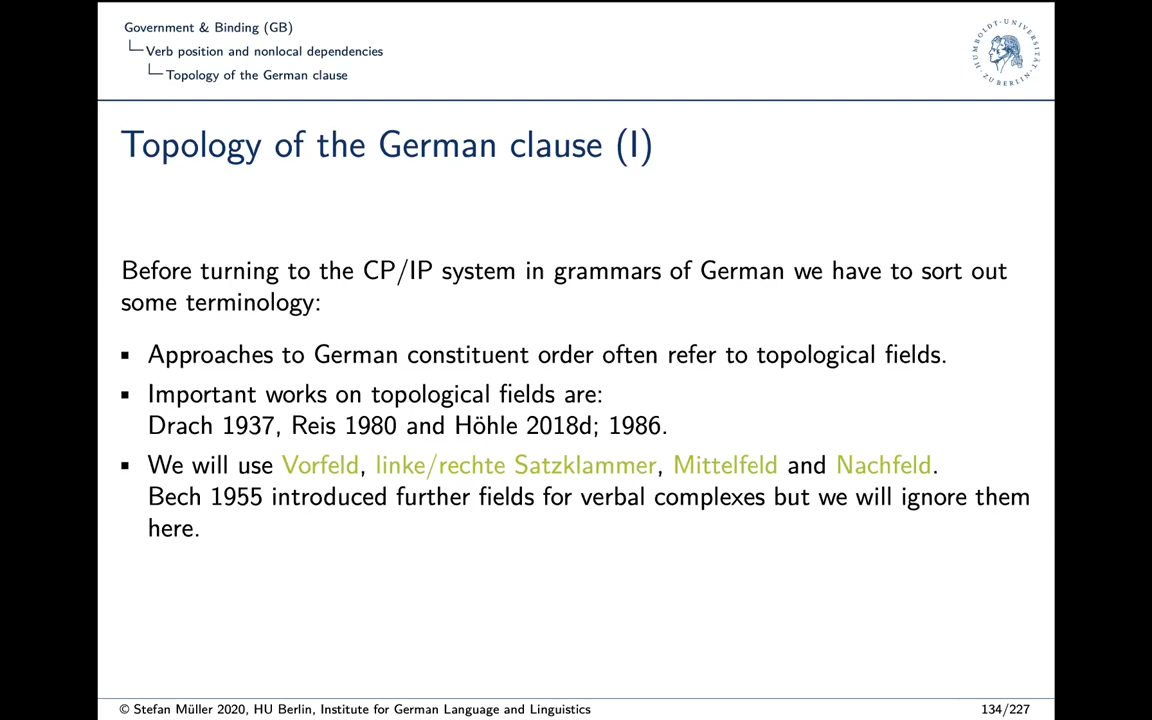 Government & Binding (GB)
Verb position and nonlocal dependencies
Topology of the German clause
HUMBOLDT-UNIVERSITÄT ZU BERLIN
Topology of the German clause (I)
Before turning to the CP/IP system in grammars of German we have to sort out
some terminology:
▪ Approaches to German constituent order often refer to topological fields.
▪ Important works on topological fields are:
Drach 1937, Reis 1980 and Höhle 2018d; 1986.
▪ We will use Vorfeld, linke/rechte Satzklammer, Mittelfeld and Nachfeld.
Bech 1955 introduced further fields for verbal complexes but we will ignore them
here.
© Stefan Müller 2020, HU Berlin, Institute for German Language and Linguistics
134/227